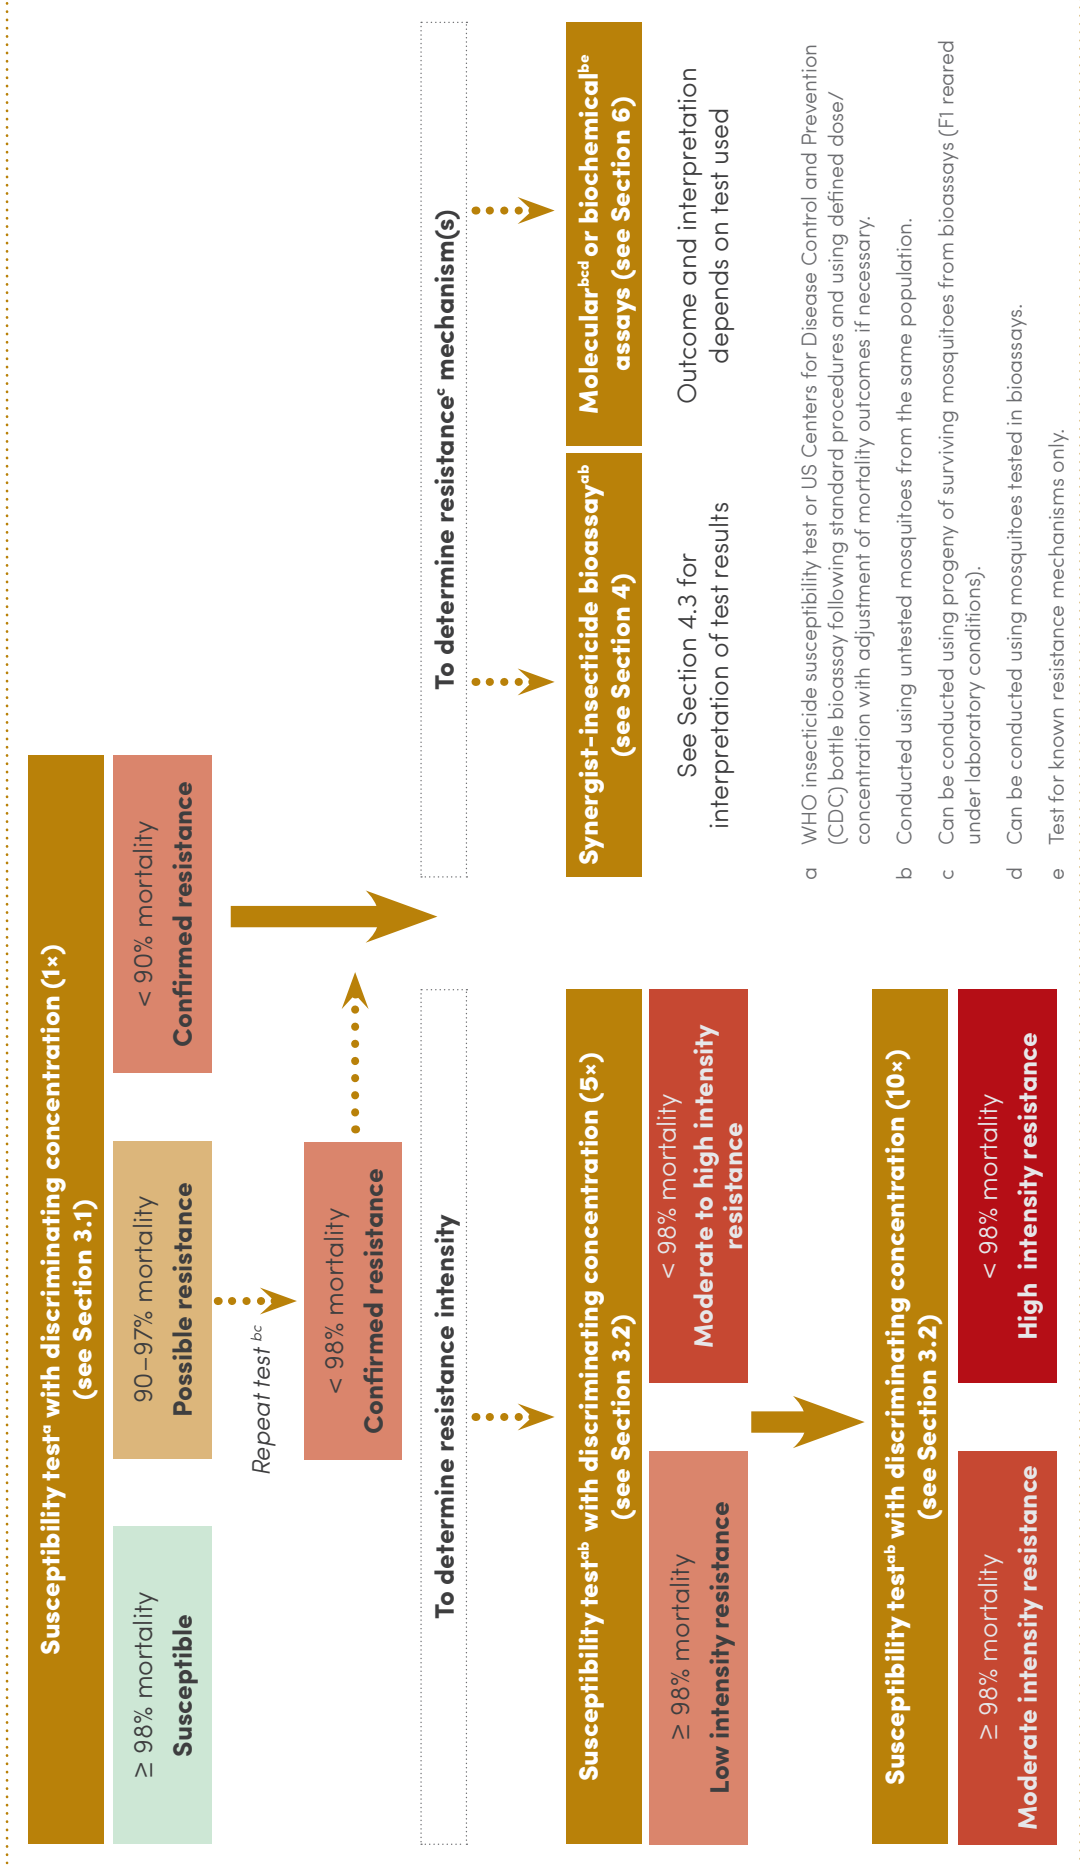 Susceptibility testᵃ with discriminating concentration (1×)
(see Section 3.1)
≥ 98% mortality
Susceptible
90–97% mortality
Possible resistance
< 90% mortality
Confirmed resistance
Repeat test ᵇᶜ
< 98% mortality
Confirmed resistance
To determine resistance intensity
To determine resistanceᶜ mechanism(s)
Susceptibility testᵃᵇ with discriminating concentration (5×)
(see Section 3.2)
≥ 98% mortality
Low intensity resistance
< 98% mortality
Moderate to high intensity
resistance
Susceptibility testᵃᵇ with discriminating concentration (10×)
(see Section 3.2)
≥ 98% mortality
Moderate intensity resistance
< 98% mortality
High intensity resistance
Synergist-insecticide bioassayᵃᵇ
(see Section 4)
See Section 4.3 for
interpretation of test results
Molecularᵇᶜᵈ or biochemicalᵇᵉ
assays (see Section 6)
Outcome and interpretation
depends on test used
a WHO insecticide susceptibility test or US Centers for Disease Control and Prevention
(CDC) bottle bioassay following standard procedures and using defined dose/
concentration with adjustment of mortality outcomes if necessary.
b Conducted using untested mosquitoes from the same population.
c Can be conducted using progeny of surviving mosquitoes from bioassays (F1 reared
under laboratory conditions).
d Can be conducted using mosquitoes tested in bioassays.
e Test for known resistance mechanisms only.